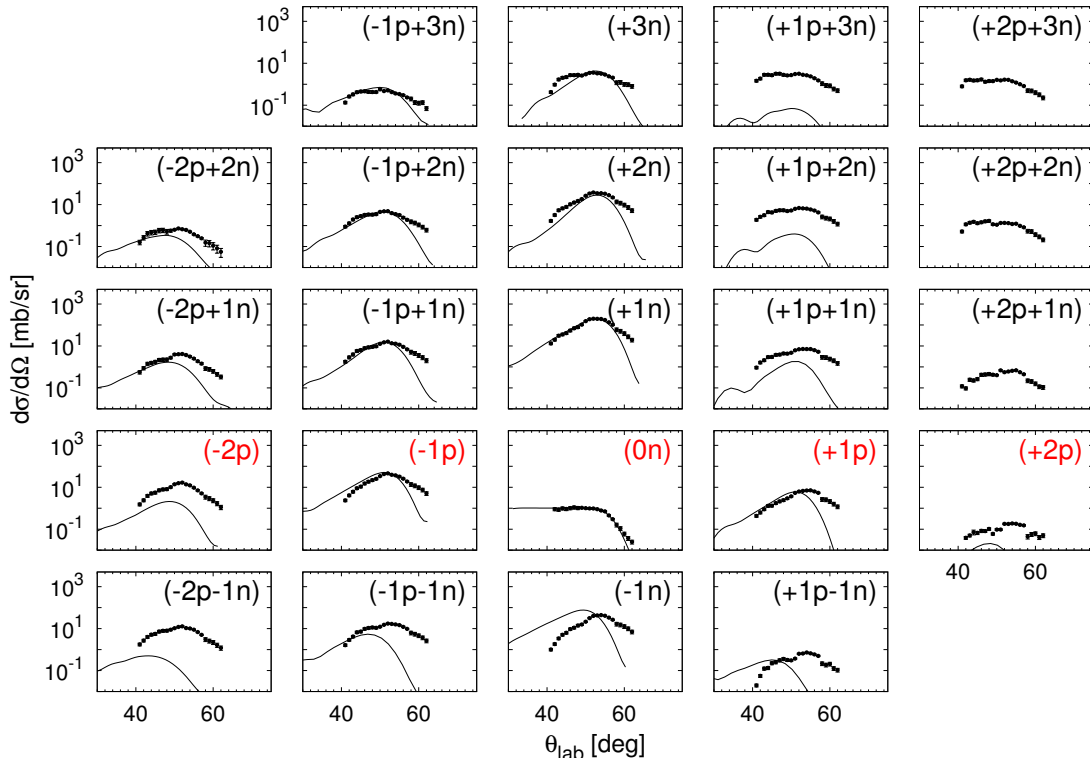 10³
10¹
10⁻¹
(-1p+3n)
(+3n)
(+1p+3n)
(+2p+3n)
10³
10¹
10⁻¹
(-2p+2n)
(-1p+2n)
(+2n)
(+1p+2n)
(+2p+2n)
dσ/dΩ [mb/sr]
10³
10¹
10⁻¹
(-2p+1n)
(-1p+1n)
(+1n)
(+1p+1n)
(+2p+1n)
10³
10¹
10⁻¹
(-2p)
(-1p)
(0n)
(+1p)
(+2p)
40 60
10³
10¹
10⁻¹
(-2p-1n)
(-1p-1n)
(-1n)
(+1p-1n)
40 60 40 60 40 60 40 60
θlab [deg]